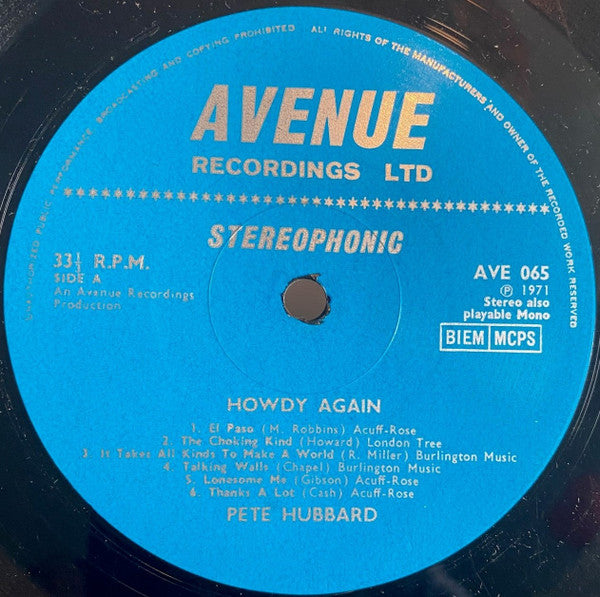 UNAUTHORIZED PUBLIC PERFORMANCE, BROADCASTING AND COPYING PROHIBITED ALL RIGHTS OF THE MANUFACTURERS AND OWNER OF THE RECORDED WORK RESERVED
AVENUE
RECORDINGS LTD
STEREOPHONIC
33⅓ R.P.M.
SIDE A
An Avenue Recordings
Production
AVE 065
℗ 1971
Stereo also
playable Mono
BIEM MCPS
HOWDY AGAIN
1. El Paso (M. Robbins) Acuff-Rose
2. The Choking Kind (Howard) London Tree
3. It Takes All Kinds To Make A World (R. Miller) Burlington Music
4. Talking Walls (Chapel) Burlington Music
5. Lonesome Me (Gibson) Acuff-Rose
6. Thanks A Lot (Cash) Acuff-Rose
PETE HUBBARD